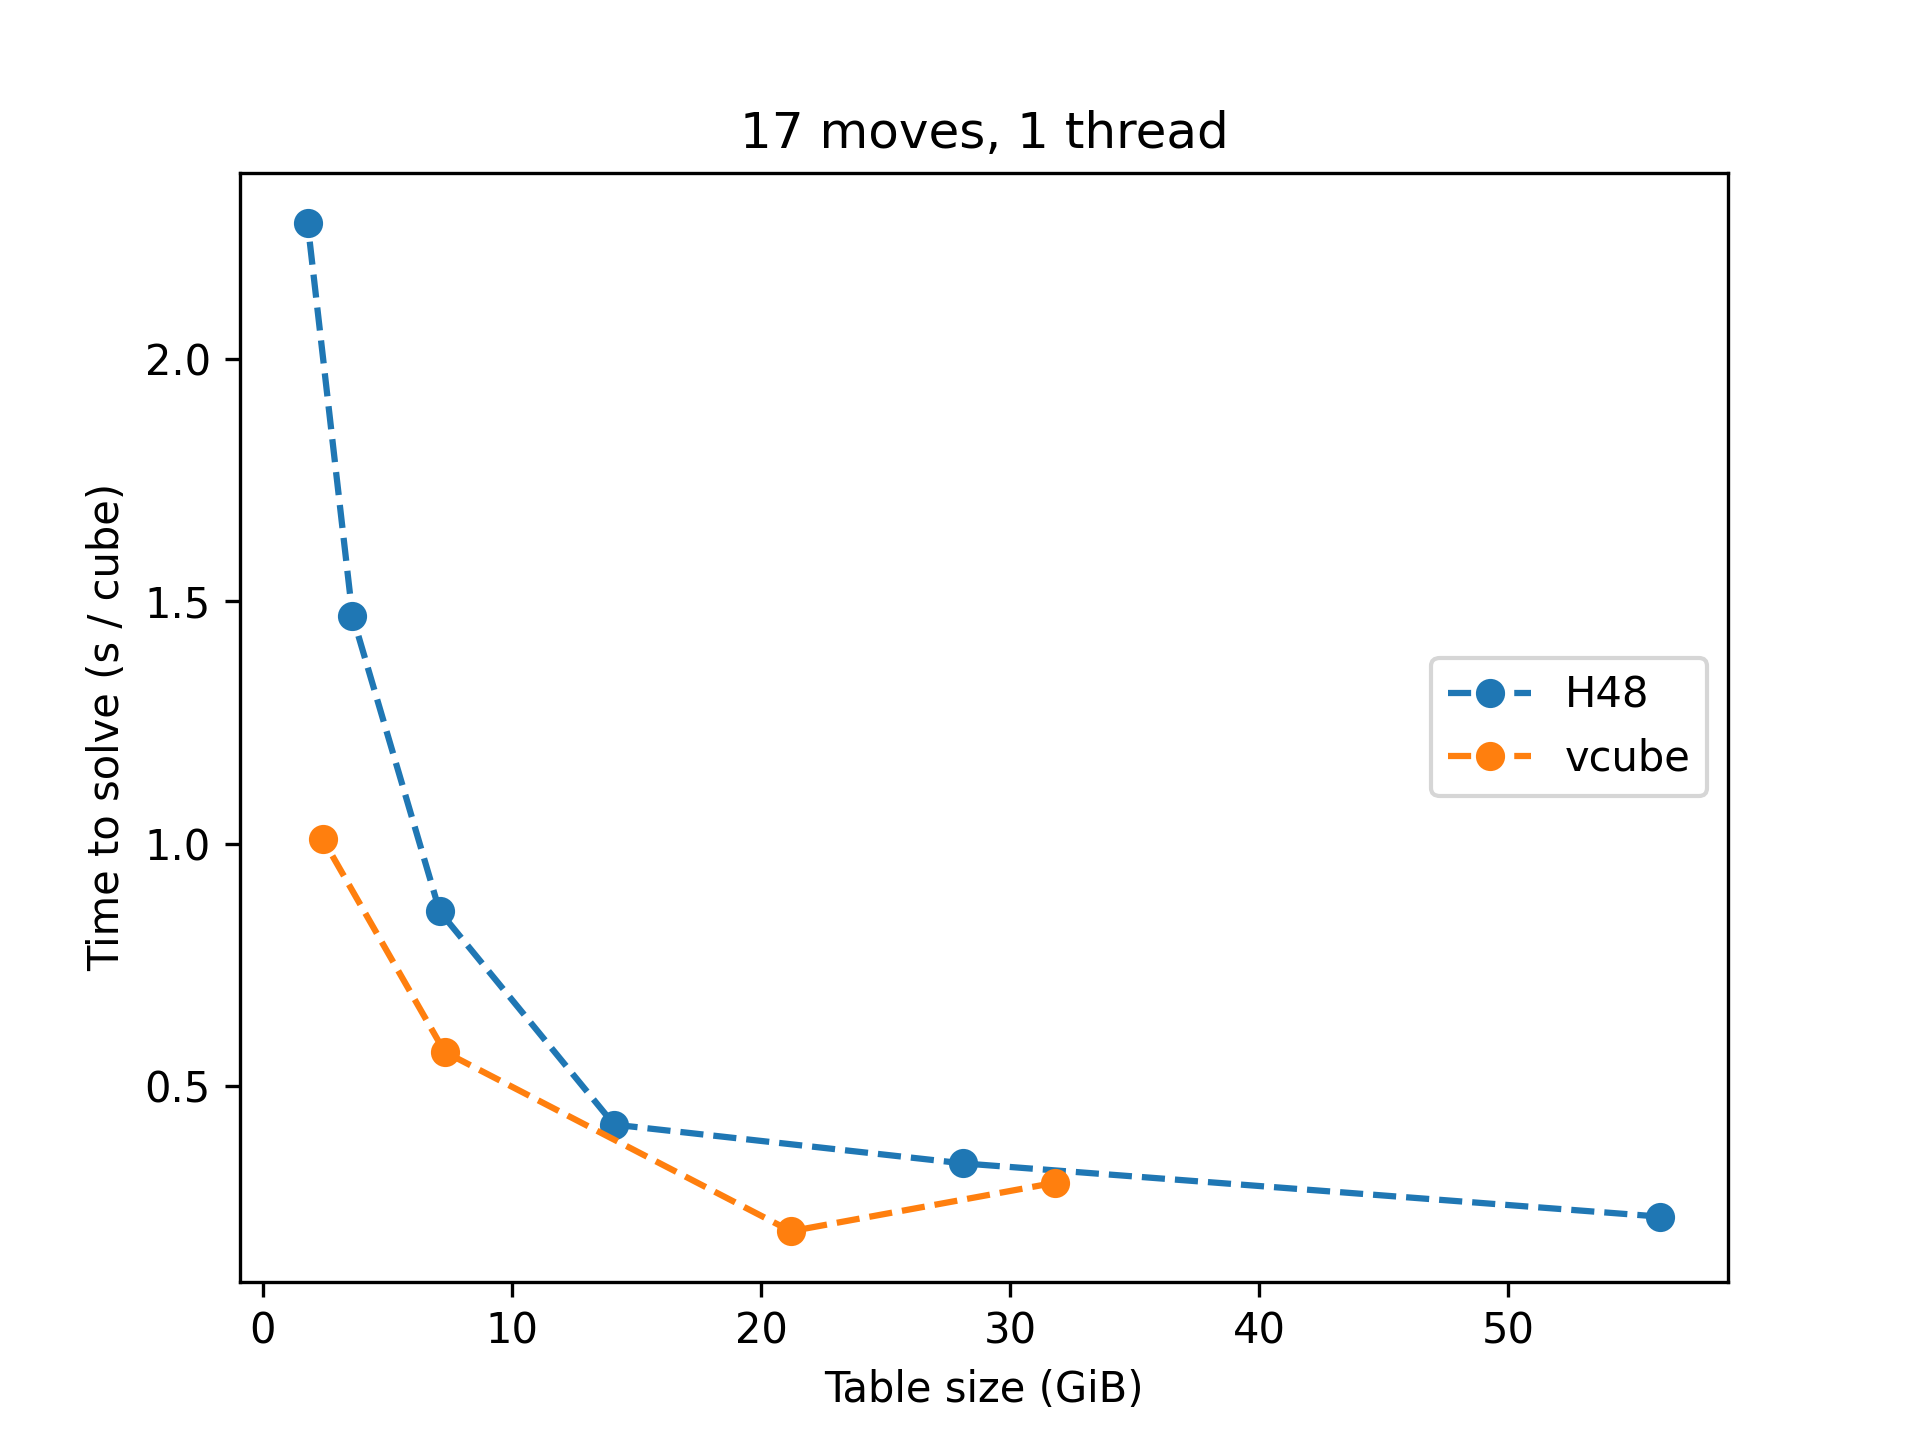 17 moves, 1 thread
Time to solve (s / cube)
2.0
1.5
1.0
0.5
H48
vcube
0 10 20 30 40 50
Table size (GiB)